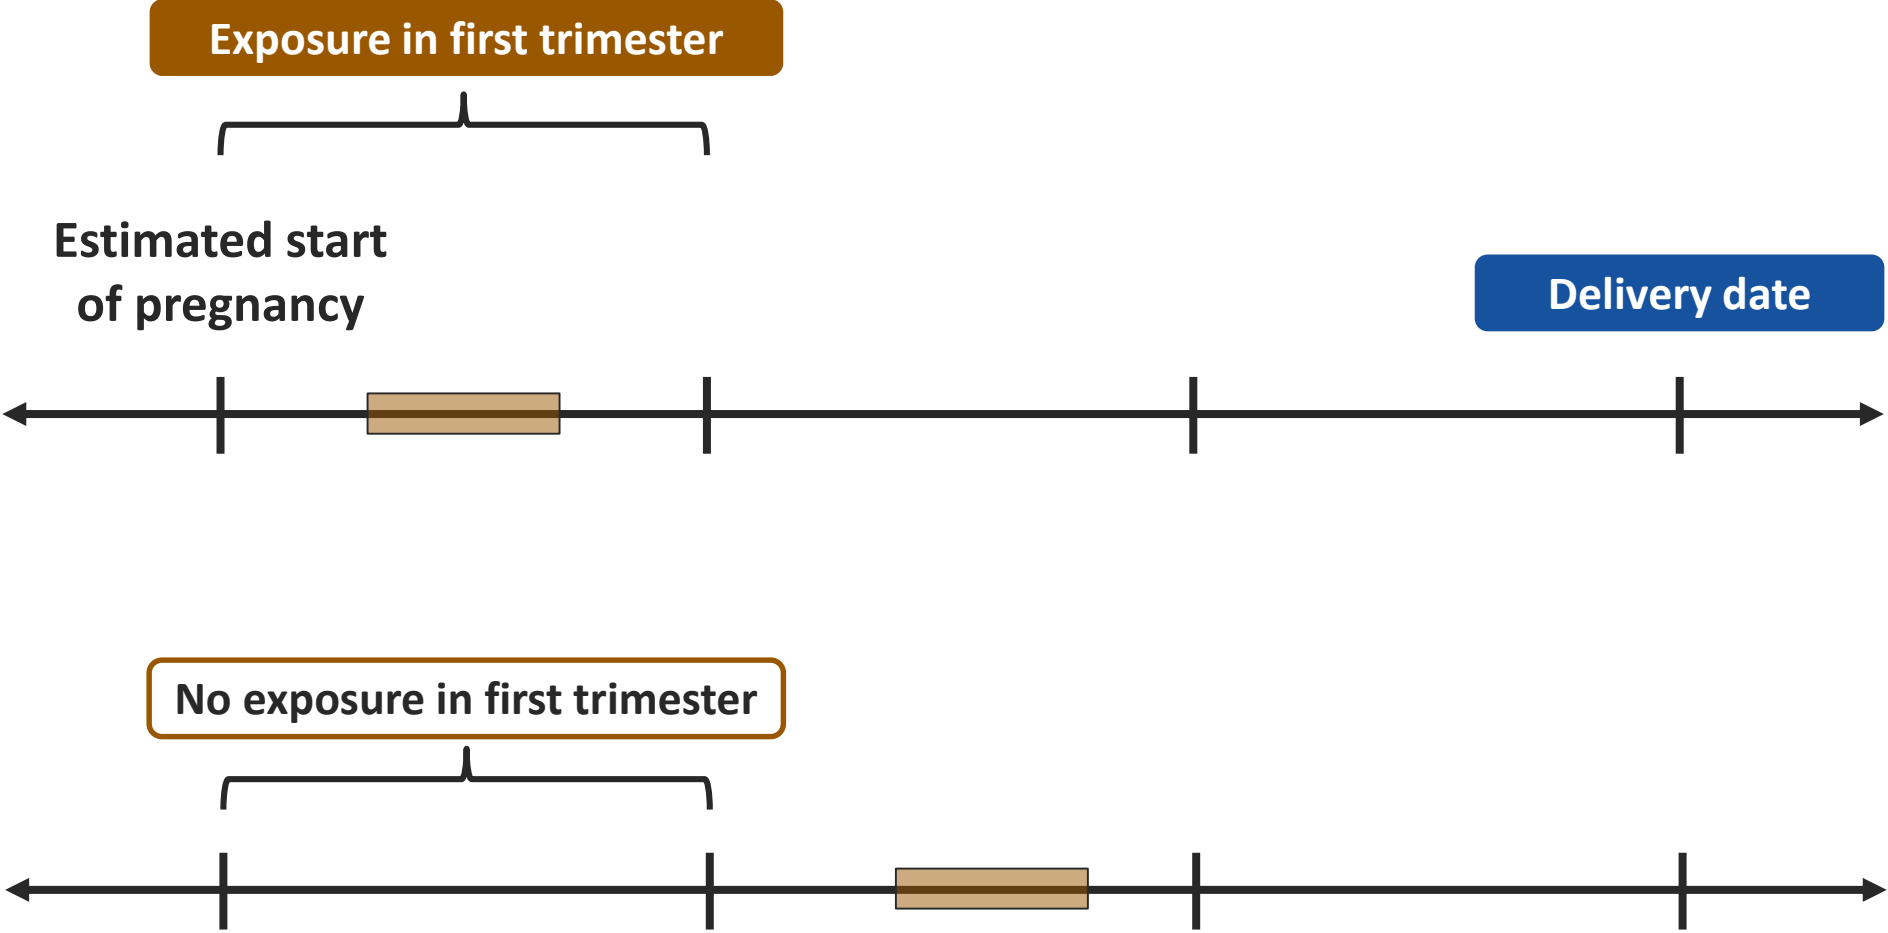 Exposure in first trimester
Estimated start
of pregnancy
Delivery date
No exposure in first trimester